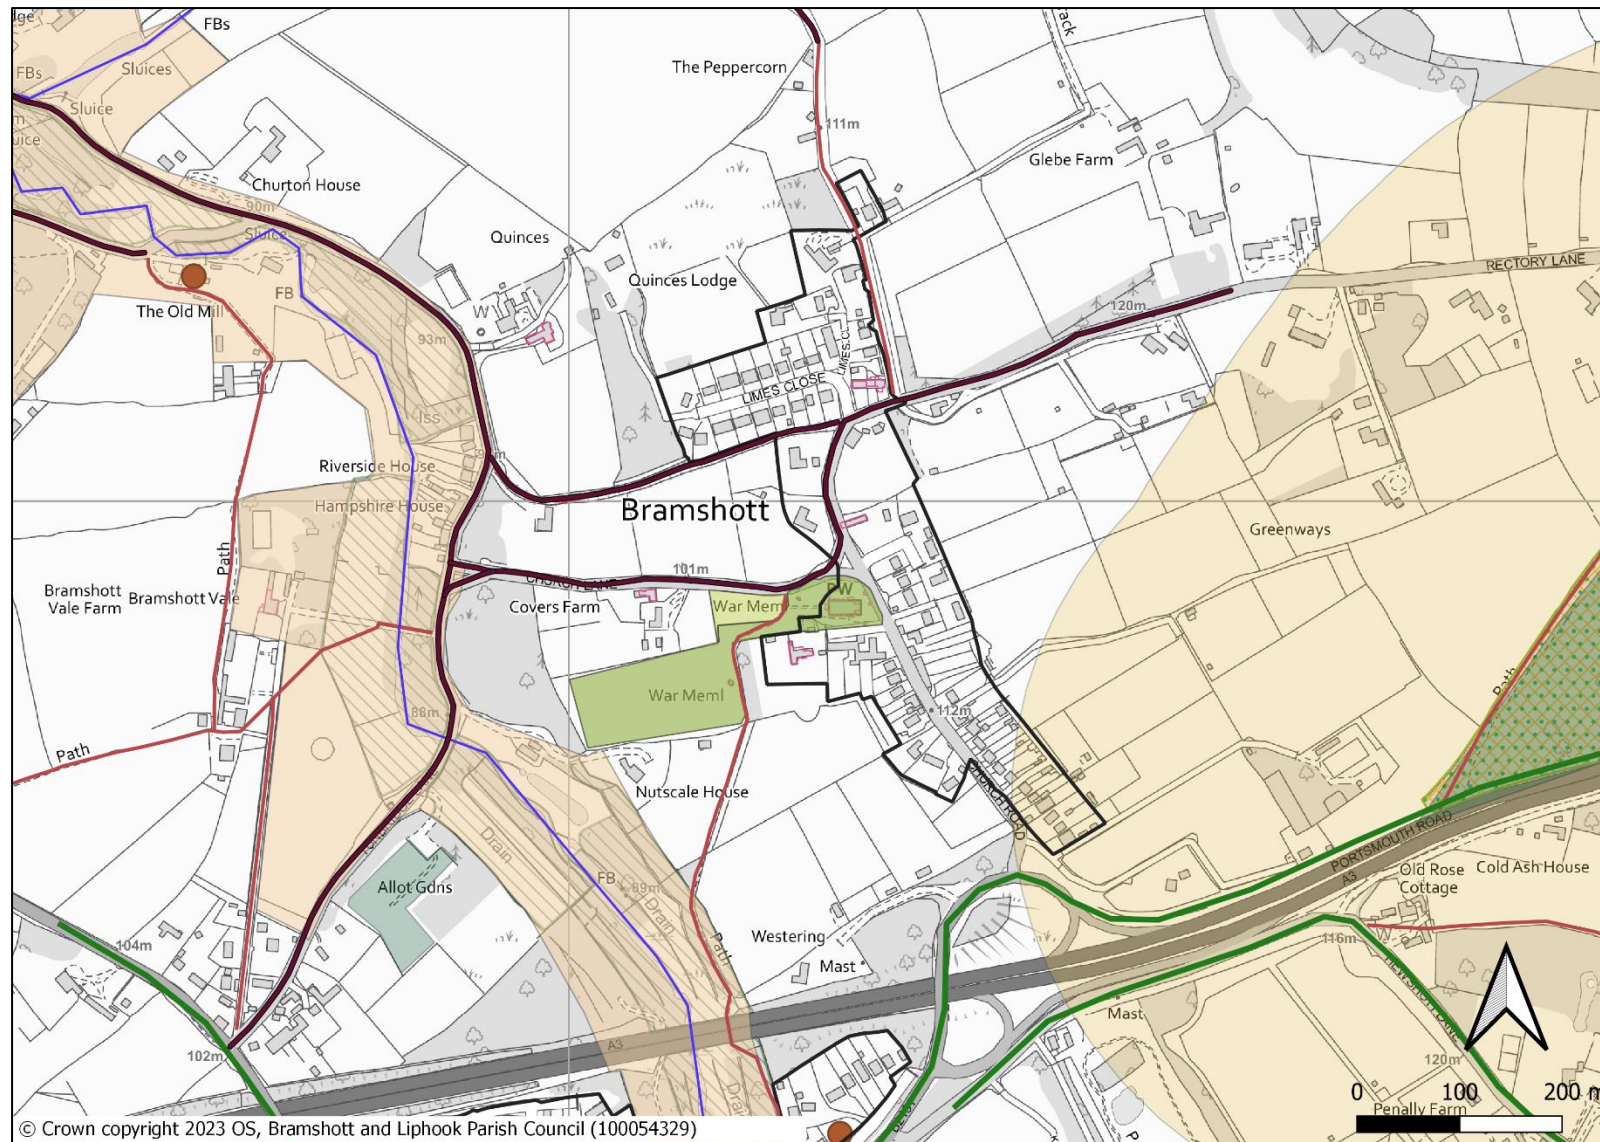 FBs
The Peppercorn
FBs
Sluices
Sluice
111m
Glebe Farm
Churton House
90m
Sluice
Quinces
RECTORY LANE
Quinces Lodge
FB
The Old Mill
W
120m
93m
LIMES CL
LIMES CLOSE
Iss
Riverside House
Hampshire House
Bramshott
Greenways
Path
101m
CHURCH LANE
Bramshott
Vale Farm
Bramshott Vale
Covers Farm
War Meml
PW
War Meml
Path
88m
112m
Path
Nutscale House
CHURCH ROAD
Drain
PORTSMOUTH ROAD
A3
Old Rose
Cottage
Cold Ash House
Allot Gdns
FB
89m
Drain
Path
Westering
104m
116m
W
Mast
HEWSHOTT LANE
Mast
102m
A3
120m
Drain
0 100 200 m
Penally Farm
© Crown copyright 2023 OS, Bramshott and Liphook Parish Council (100054329)